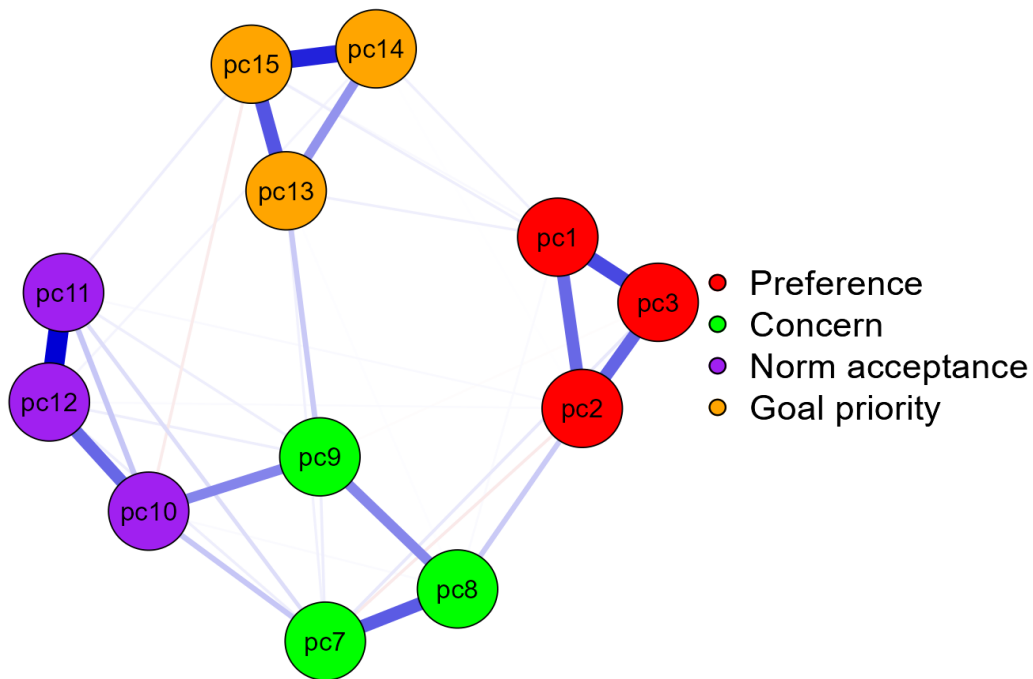 pc14
pc15
pc13
pc1
pc3
pc11
pc12
pc2
pc9
pc10
pc8
pc7
Preference
Concern
Norm acceptance
Goal priority